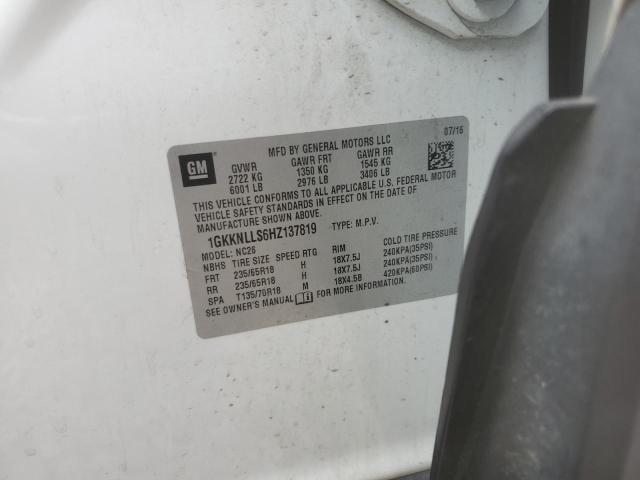 GM
MFD BY GENERAL MOTORS LLC
07/16
GVWR GAWR FRT GAWR RR
2722 KG 1350 KG 1545 KG
6001 LB 2976 LB 3406 LB
THIS VEHICLE CONFORMS TO ALL APPLICABLE U.S. FEDERAL MOTOR
VEHICLE SAFETY STANDARDS IN EFFECT ON THE DATE OF
MANUFACTURE SHOWN ABOVE.
1GKKNLLS6HZ137819 TYPE: M.P.V.
MODEL: NC26
NBHS TIRE SIZE SPEED RTG RIM COLD TIRE PRESSURE
FRT 235/65R18 H 18X7.5J 240KPA(35PSI)
RR 235/65R18 H 18X7.5J 240KPA(35PSI)
SPA T135/70R18 M 18X4.5B 420KPA(60PSI)
SEE OWNER'S MANUAL FOR MORE INFORMATION.